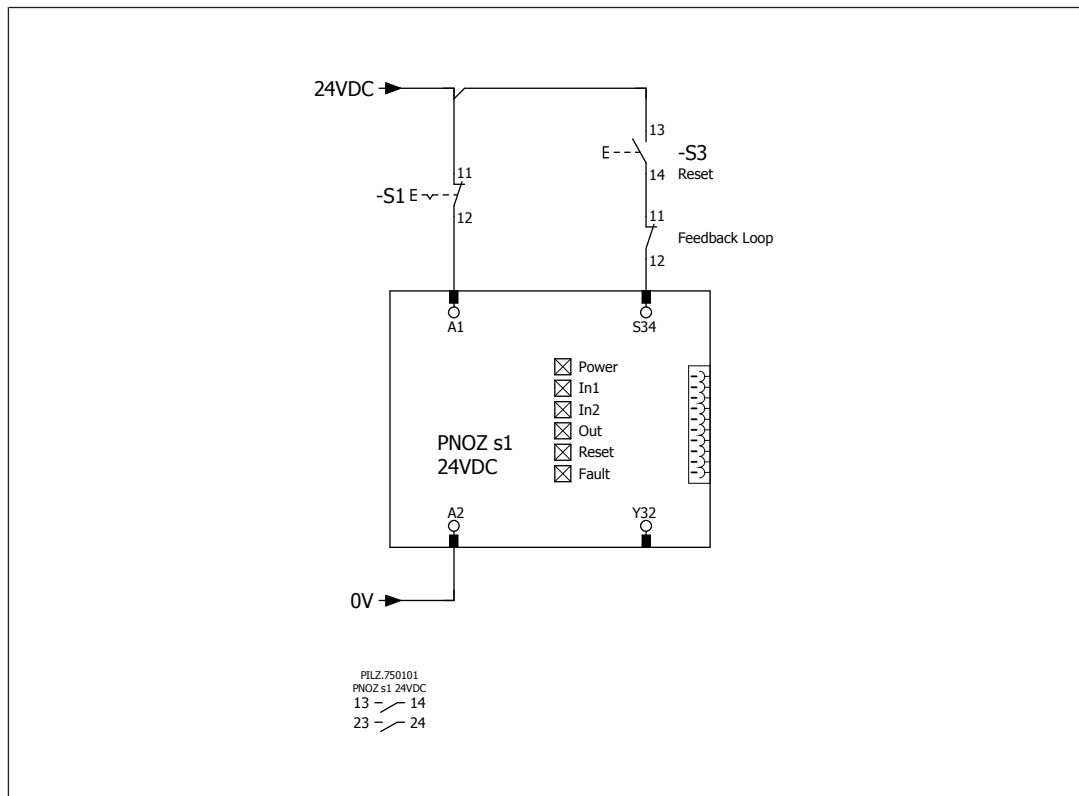 24VDC
13
-S3
14
Reset
11
-S1
12
11
Feedback Loop
12
A1
S34
Power
In1
In2
Out
Reset
Fault
PNOZ s1
24VDC
A2
Y32
0V
PILZ.750101
PNOZ s1 24VDC
13 14
23 24